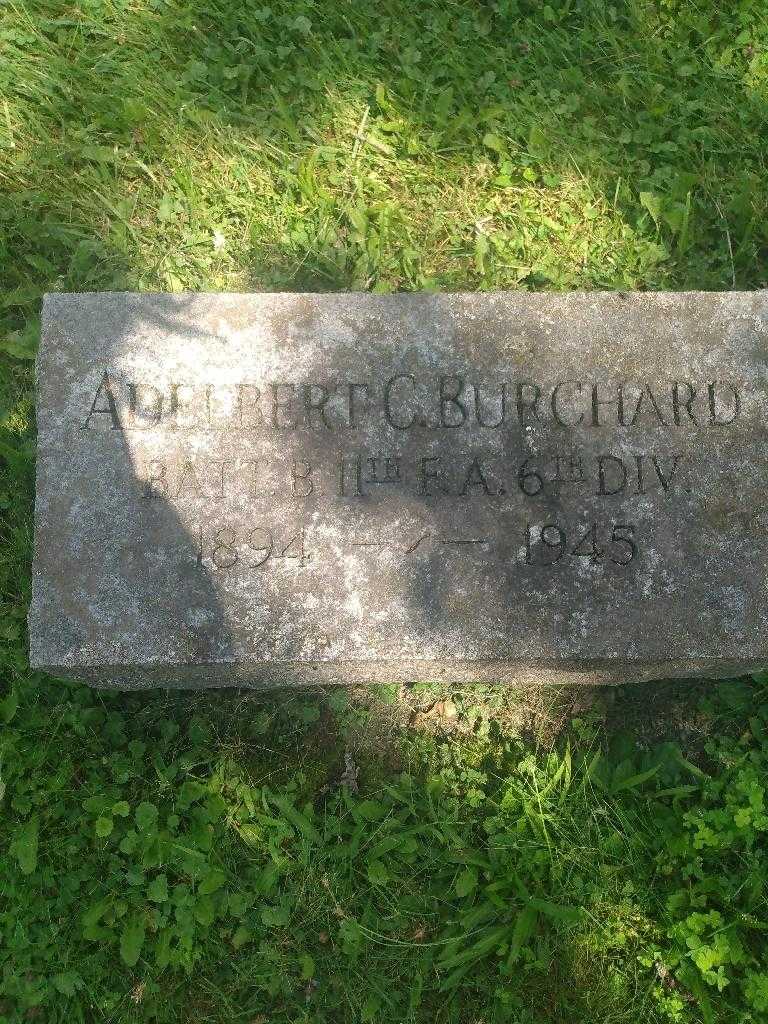 ADELBERT C. BURCHARD
BATT. B. 11TH F.A. 6TH DIV.
1894 - - - 1945